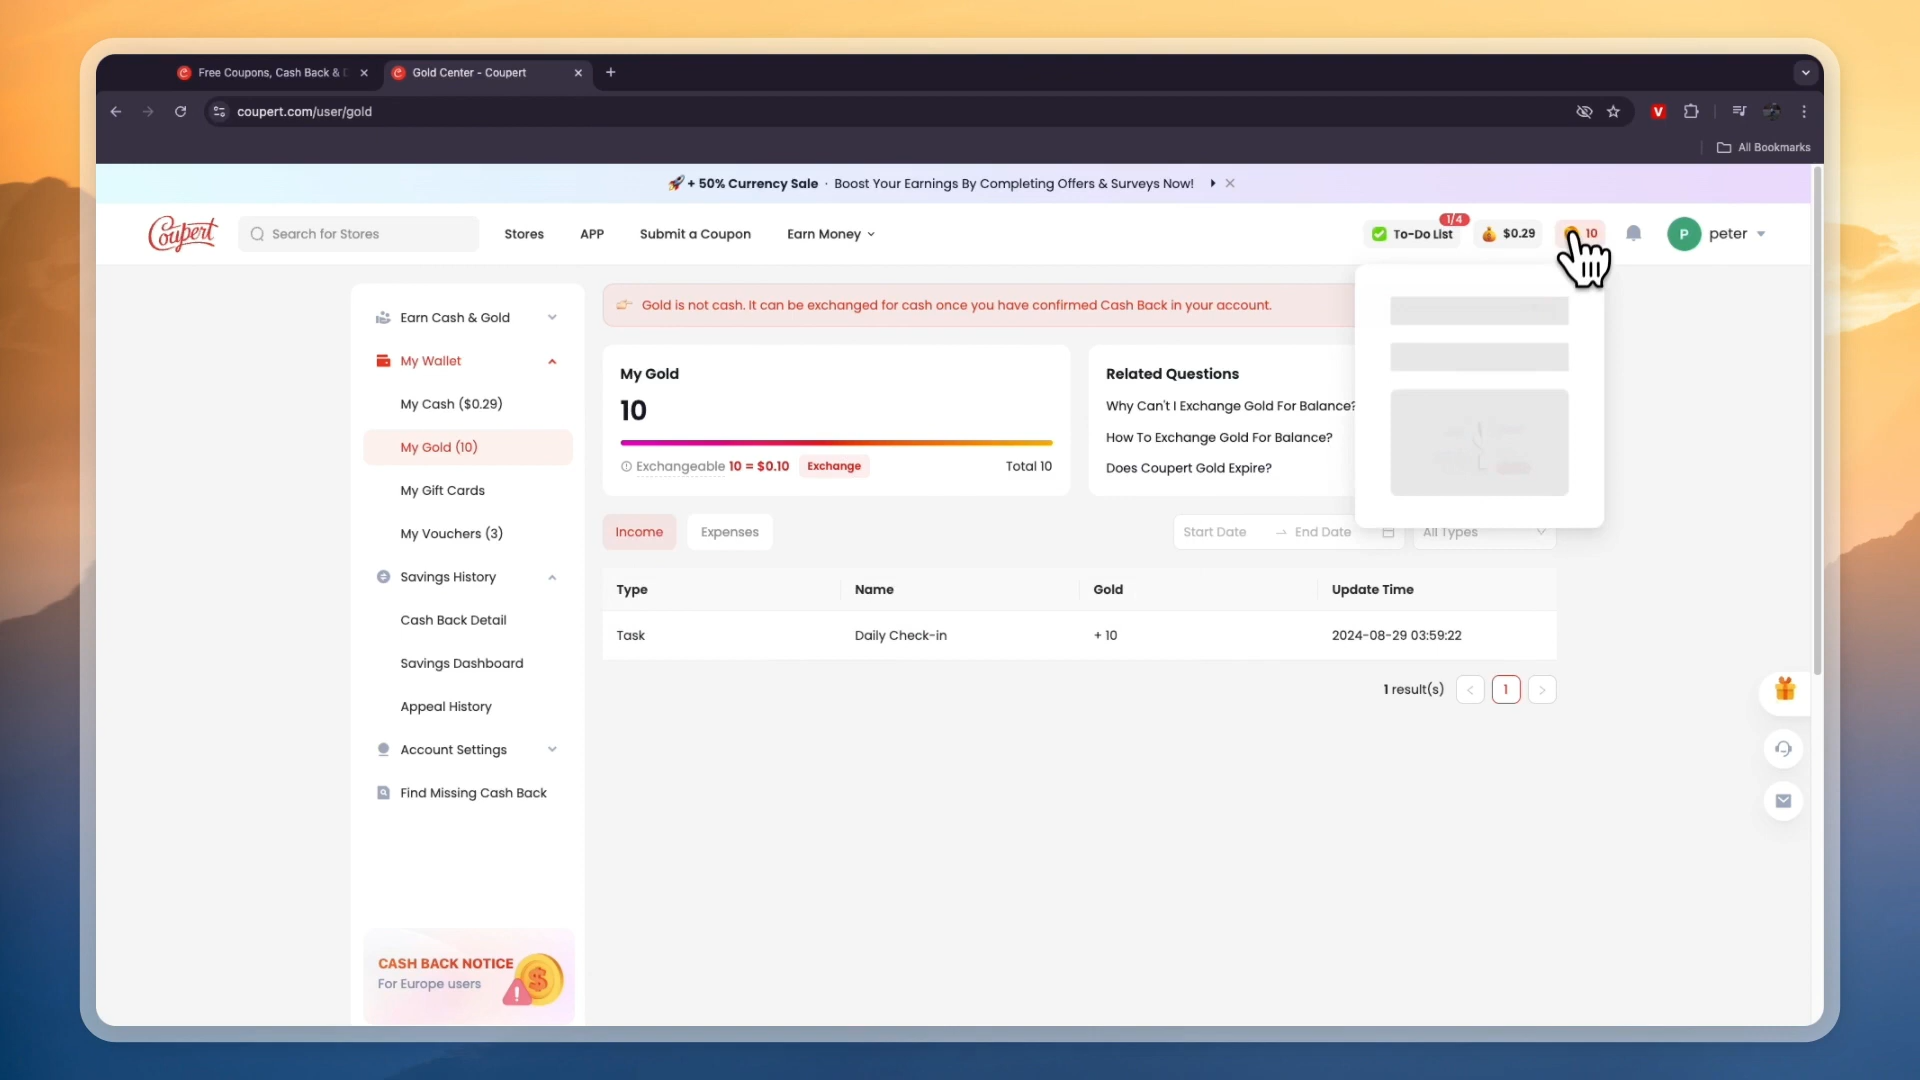 Free Coupons, Cash Back &
Gold Center - Coupert
coupert.com/user/gold
V
All Bookmarks
+ 50% Currency Sale · Boost Your Earnings By Completing Offers & Surveys Now!
Coupert
Search for Stores
Stores
APP
Submit a Coupon
Earn Money
To-Do List
1/4
$0.29
10
P
peter
Earn Cash & Gold
My Wallet
My Cash ($0.29)
My Gold (10)
My Gift Cards
My Vouchers (3)
Savings History
Cash Back Detail
Savings Dashboard
Appeal History
Account Settings
Find Missing Cash Back
CASH BACK NOTICE
For Europe users
Gold is not cash. It can be exchanged for cash once you have confirmed Cash Back in your account.
My Gold
10
Exchangeable 10 = $0.10 Exchange
Total 10
Related Questions
Why Can't I Exchange Gold For Balance?
How To Exchange Gold For Balance?
Does Coupert Gold Expire?
Income
Expenses
Start Date
End Date
All Types
Type Name Gold Update Time
Task Daily Check-in + 10 2024-08-29 03:59:22
1 result(s)
1